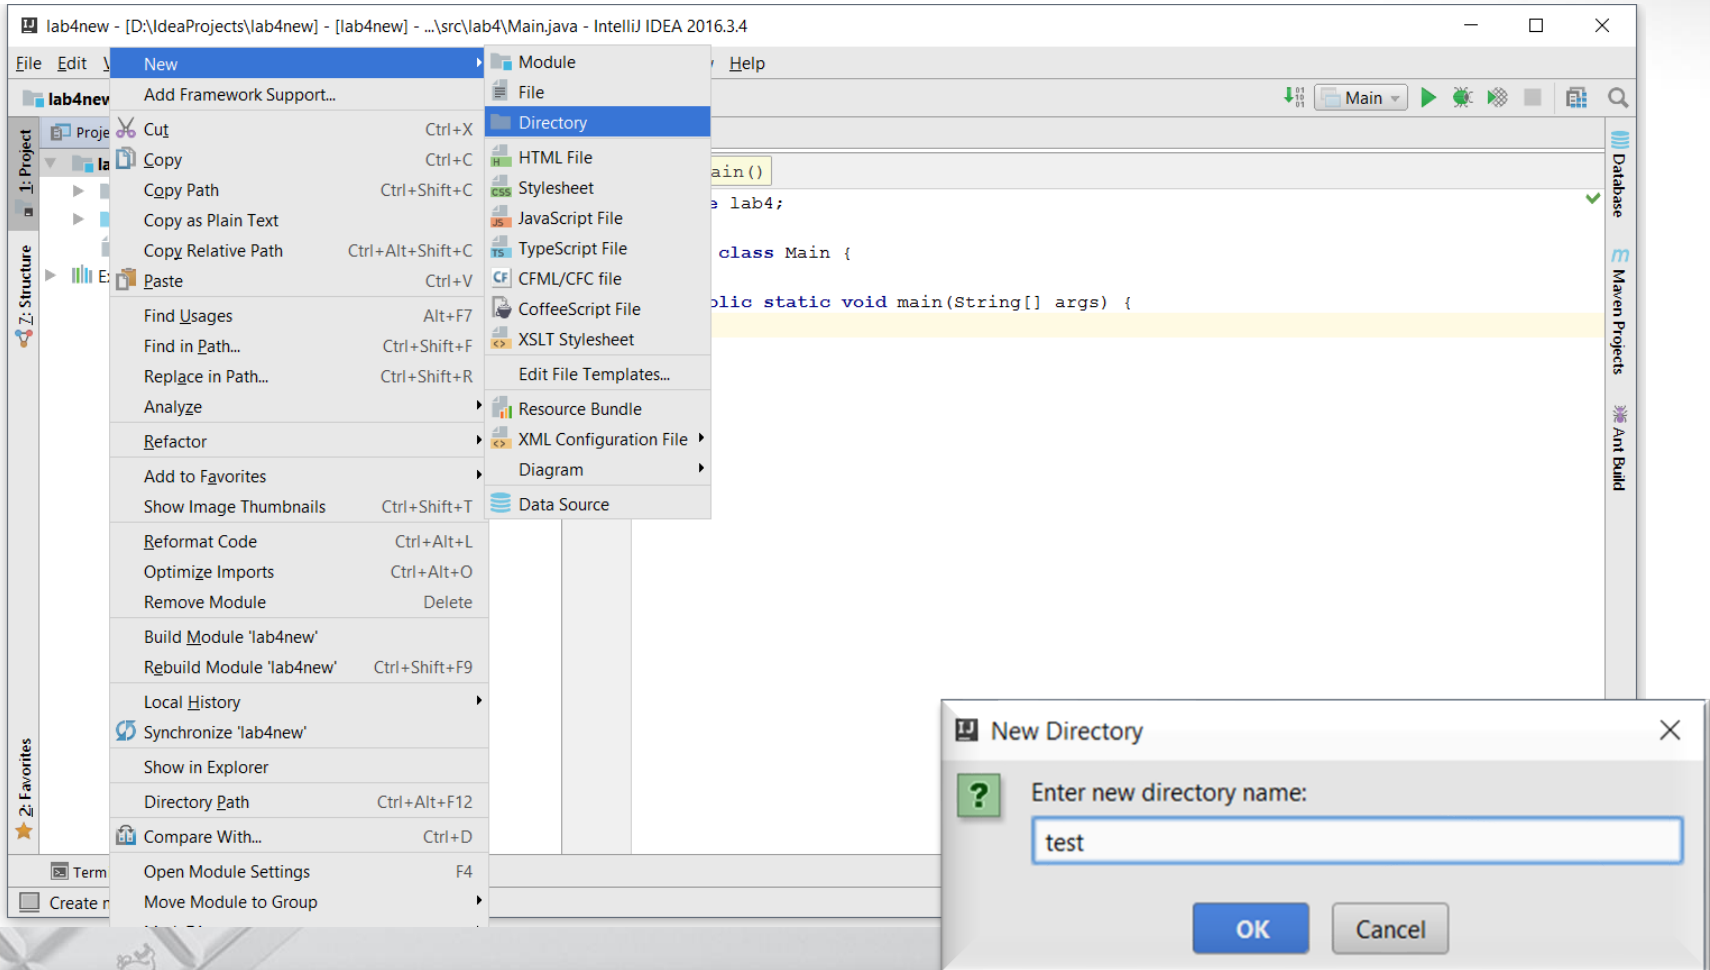 lab4new - [D:\IdeaProjects\lab4new] - [lab4new] - ...\src\lab4\Main.java - IntelliJ IDEA 2016.3.4
File Edit Help
lab4new
Main
1: Project
7: Structure
2: Favorites
New
Add Framework Support...
Cut Ctrl+X
Copy Ctrl+C
Copy Path Ctrl+Shift+C
Copy as Plain Text
Copy Relative Path Ctrl+Alt+Shift+C
Paste Ctrl+V
Find Usages Alt+F7
Find in Path... Ctrl+Shift+F
Replace in Path... Ctrl+Shift+R
Analyze
Refactor
Add to Favorites
Show Image Thumbnails Ctrl+Shift+T
Reformat Code Ctrl+Alt+L
Optimize Imports Ctrl+Alt+O
Remove Module Delete
Build Module 'lab4new'
Rebuild Module 'lab4new' Ctrl+Shift+F9
Local History
Synchronize 'lab4new'
Show in Explorer
Directory Path Ctrl+Alt+F12
Compare With... Ctrl+D
Open Module Settings F4
Move Module to Group
Module
File
Directory
HTML File
Stylesheet
JavaScript File
TypeScript File
CFML/CFC file
CoffeeScript File
XSLT Stylesheet
Edit File Templates...
Resource Bundle
XML Configuration File
Diagram
Data Source
ain()
e lab4;
class Main {
blic static void main(String[] args) {
Database
Maven Projects
Ant Build
Term
Create
New Directory
Enter new directory name:
test
OK Cancel